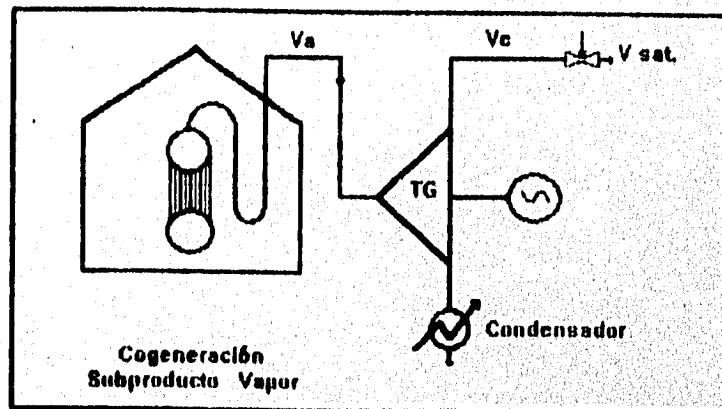 Va
Vc
V sat.
TG
Condensador
Cogeneración
Subproducto Vapor